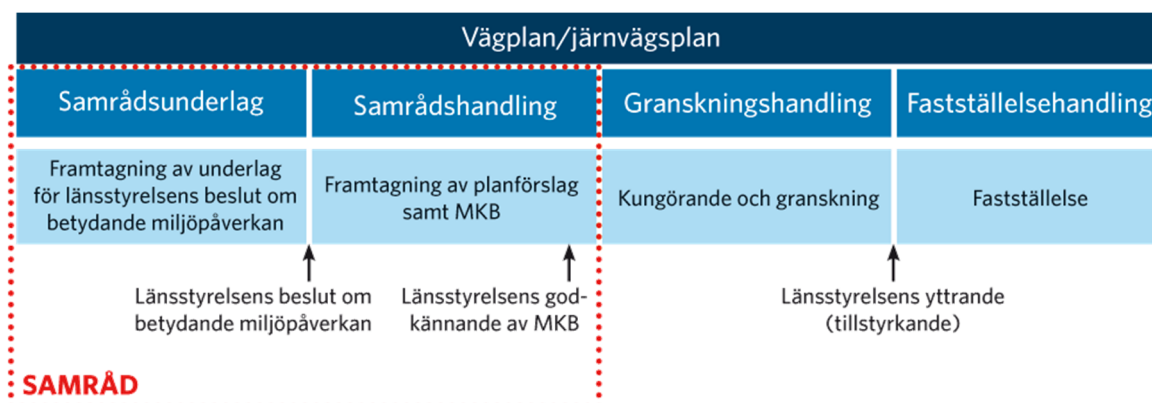 Vägplan/järnvägsplan
Samrådsunderlag
Samrådshandling
Granskningshandling
Fastställelsehandling
Framtagning av underlag
för länsstyrelsens beslut om
betydande miljöpåverkan
Framtagning av planförslag
samt MKB
Kungörande och granskning
Fastställelse
Länsstyrelsens beslut om
betydande miljöpåverkan
Länsstyrelsens god-
kännande av MKB
Länsstyrelsens yttrande
(tillstyrkande)
SAMRÅD